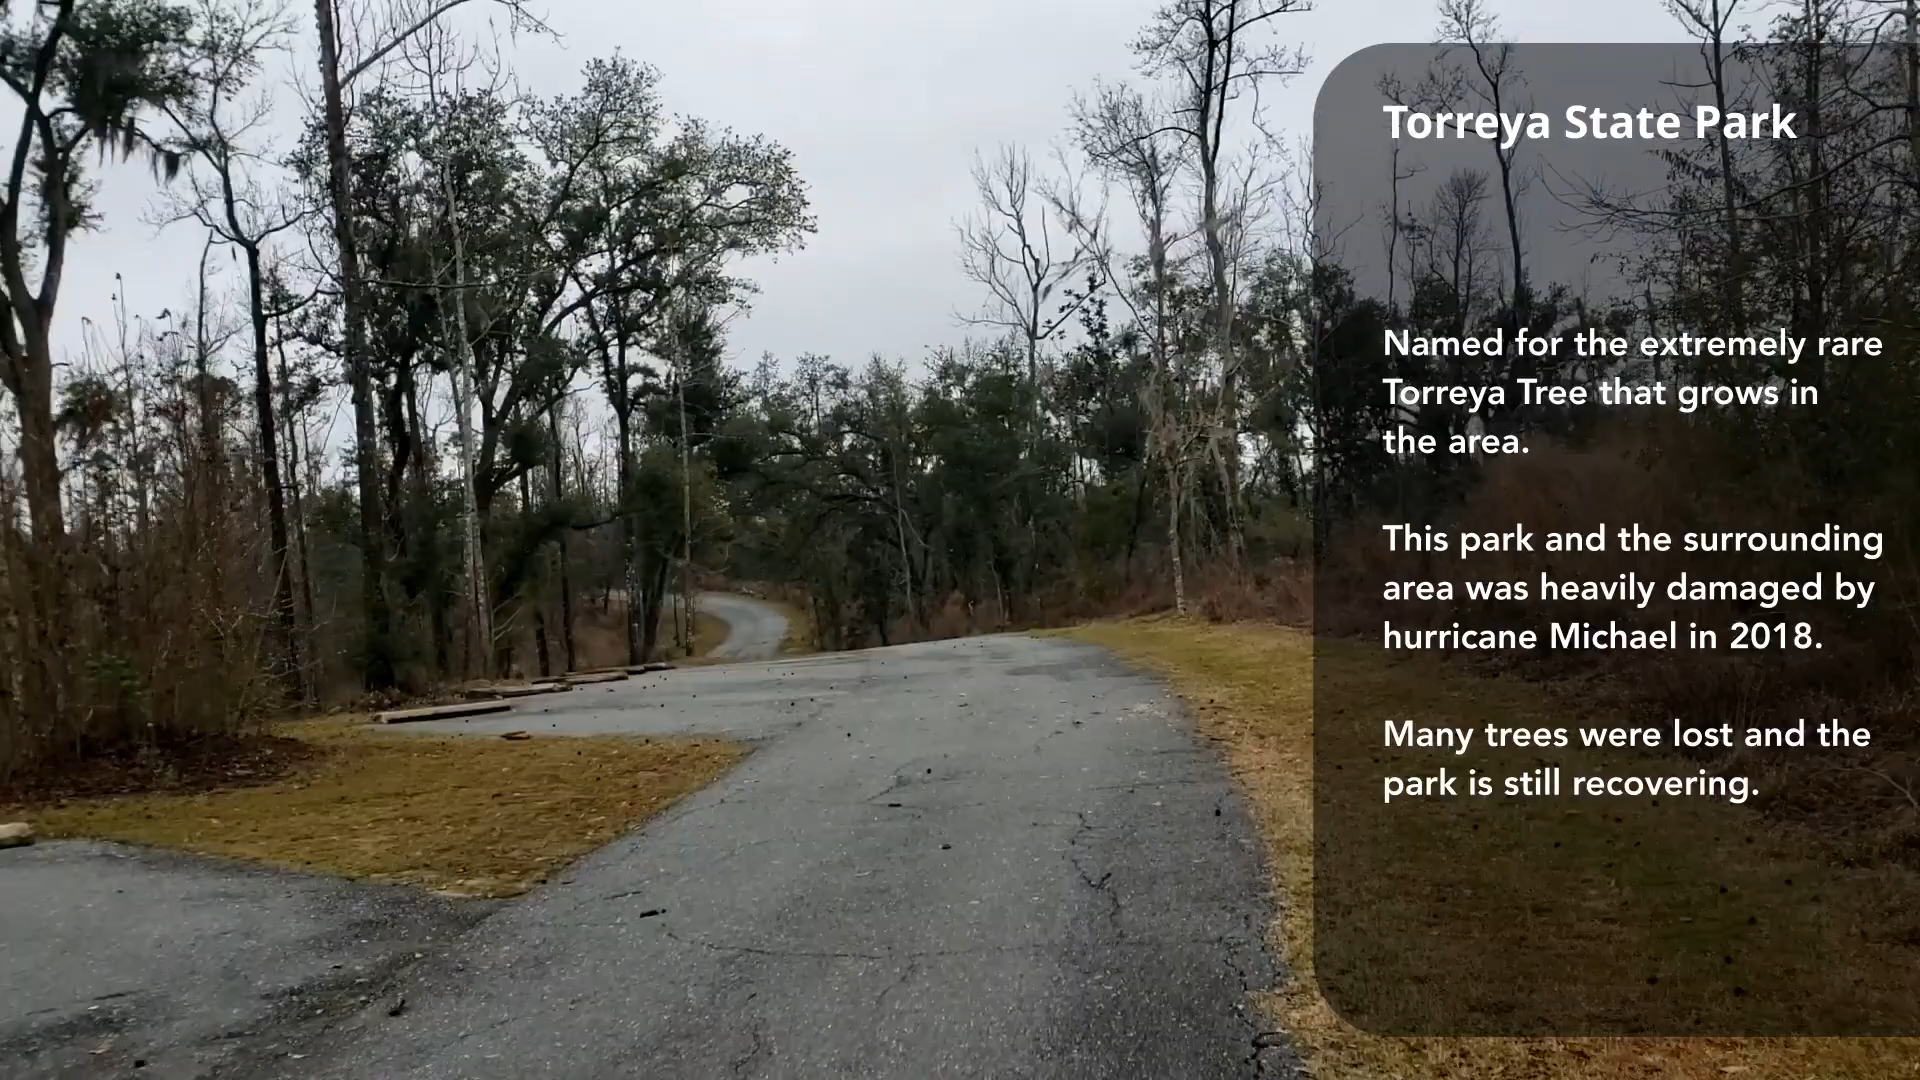 Torreya State Park
Named for the extremely rare
Torreya Tree that grows in
the area.
This park and the surrounding
area was heavily damaged by
hurricane Michael in 2018.
Many trees were lost and the
park is still recovering.